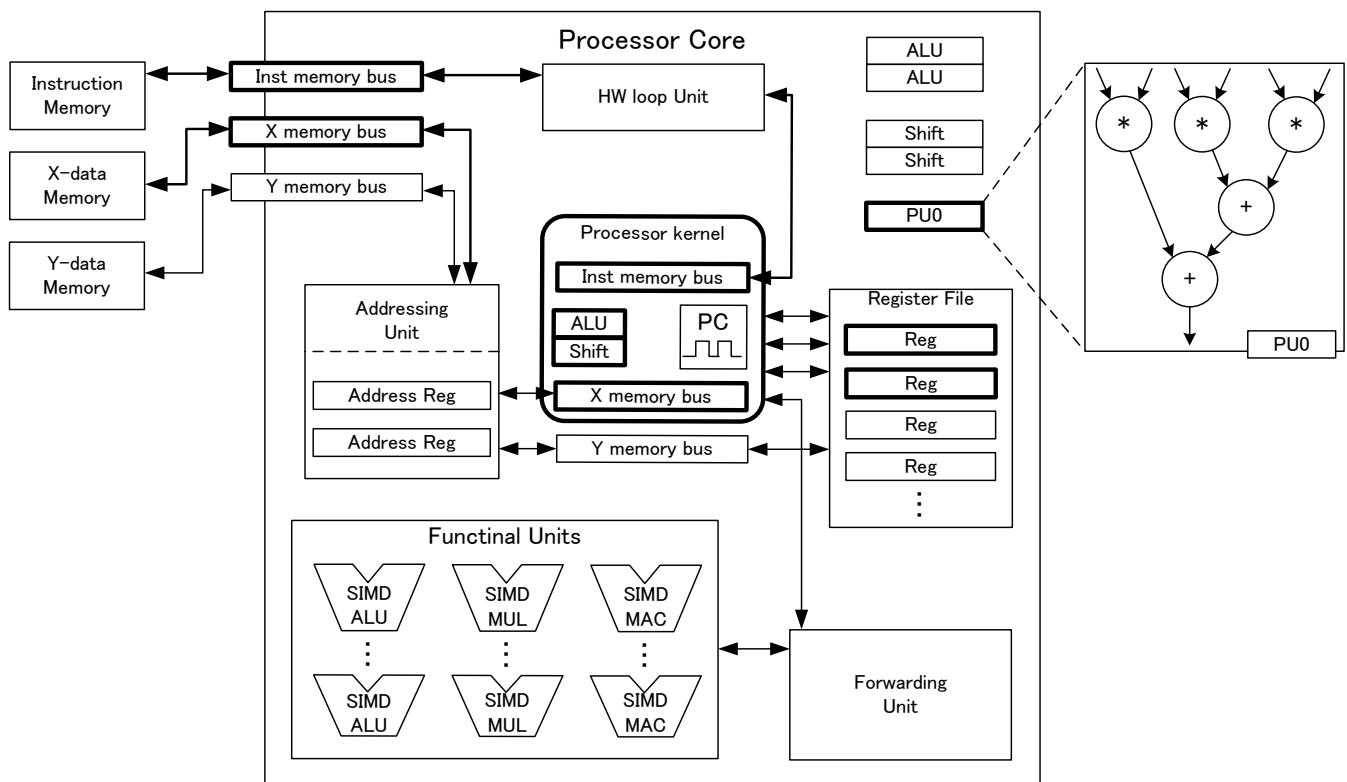 Processor Core
Instruction
Memory
X-data
Memory
Y-data
Memory
Inst memory bus
X memory bus
Y memory bus
HW loop Unit
ALU
ALU
Shift
Shift
PU0
*
*
*
+
+
PU0
Addressing
Unit
Address Reg
Address Reg
Processor kernel
Inst memory bus
ALU
Shift
PC
X memory bus
Y memory bus
Register File
Reg
Reg
Reg
Reg
⋮
Functinal Units
SIMD
ALU
SIMD
MUL
SIMD
MAC
⋮
⋮
⋮
SIMD
ALU
SIMD
MUL
SIMD
MAC
Forwarding
Unit